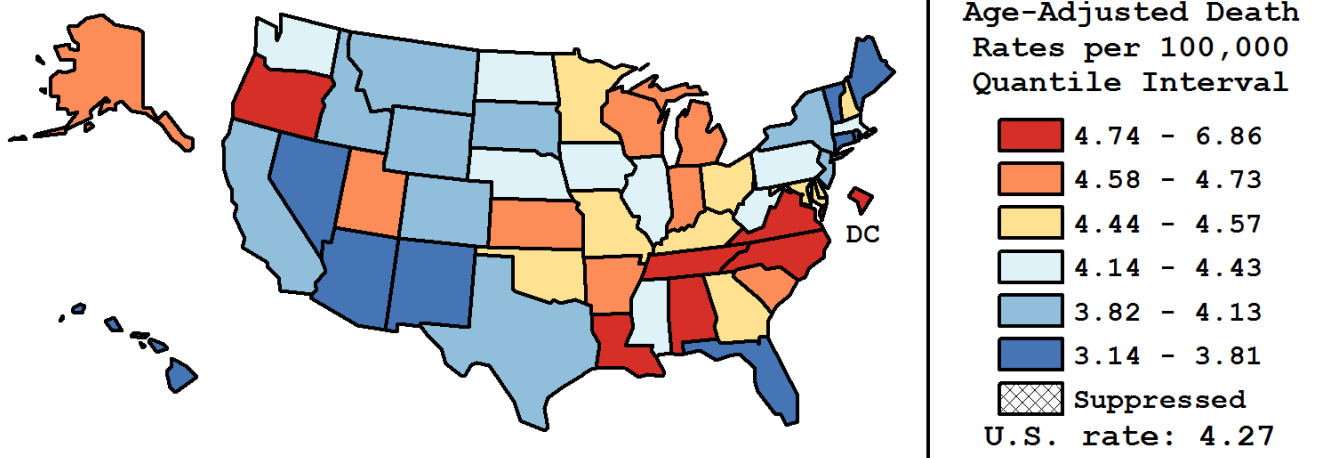 Age-Adjusted Death
Rates per 100,000
Quantile Interval
4.74 - 6.86
4.58 - 4.73
4.44 - 4.57
4.14 - 4.43
3.82 - 4.13
3.14 - 3.81
Suppressed
U.S. rate: 4.27
DC